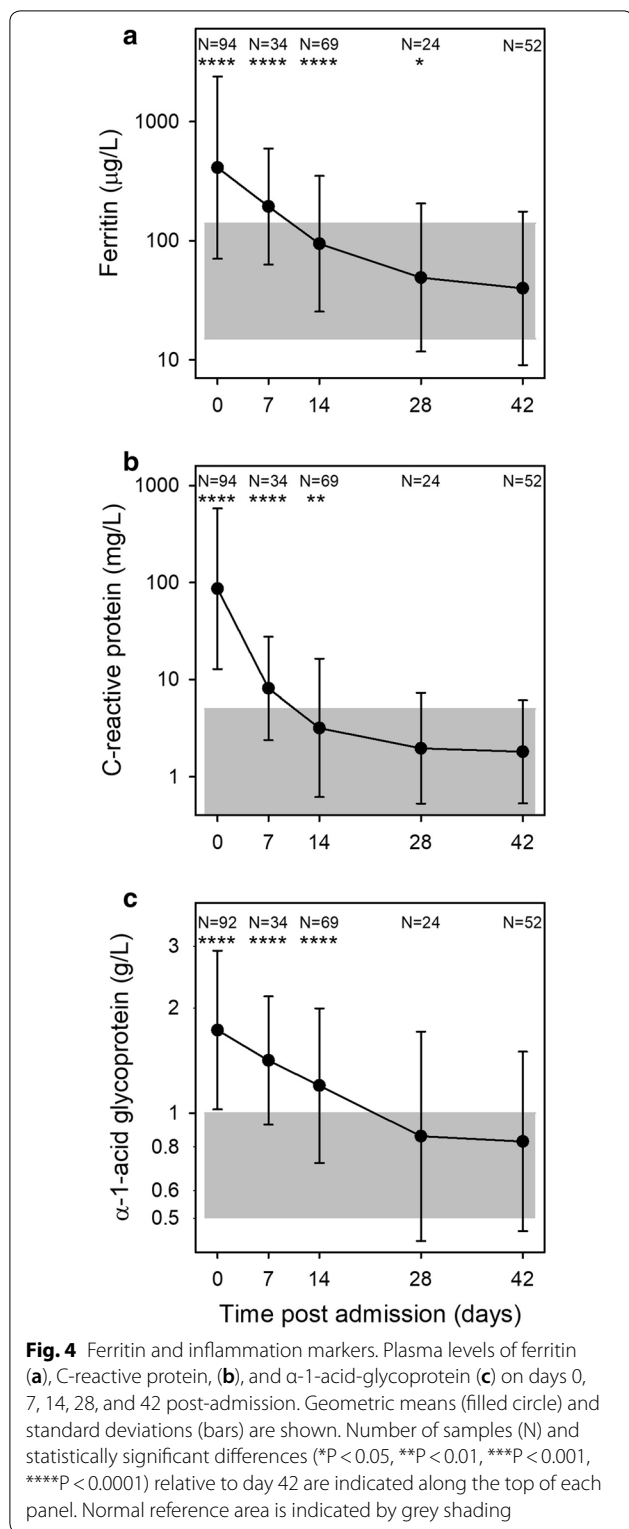 a
N=94 N=34 N=69 N=24 N=52
**** **** **** *
Ferritin (µg/L)
1000
100
10
0 7 14 28 42
b
N=94 N=34 N=69 N=24 N=52
**** **** **
C-reactive protein (mg/L)
1000
100
10
1
0 7 14 28 42
c
N=92 N=34 N=69 N=24 N=52
**** **** ****
α-1-acid glycoprotein (g/L)
3
2
1
0.8
0.6
0.5
0 7 14 28 42
Time post admission (days)
Fig. 4 Ferritin and inflammation markers. Plasma levels of ferritin
(a), C-reactive protein, (b), and α-1-acid-glycoprotein (c) on days 0,
7, 14, 28, and 42 post-admission. Geometric means (filled circle) and
standard deviations (bars) are shown. Number of samples (N) and
statistically significant differences (*P < 0.05, **P < 0.01, ***P < 0.001,
****P < 0.0001) relative to day 42 are indicated along the top of each
panel. Normal reference area is indicated by grey shading